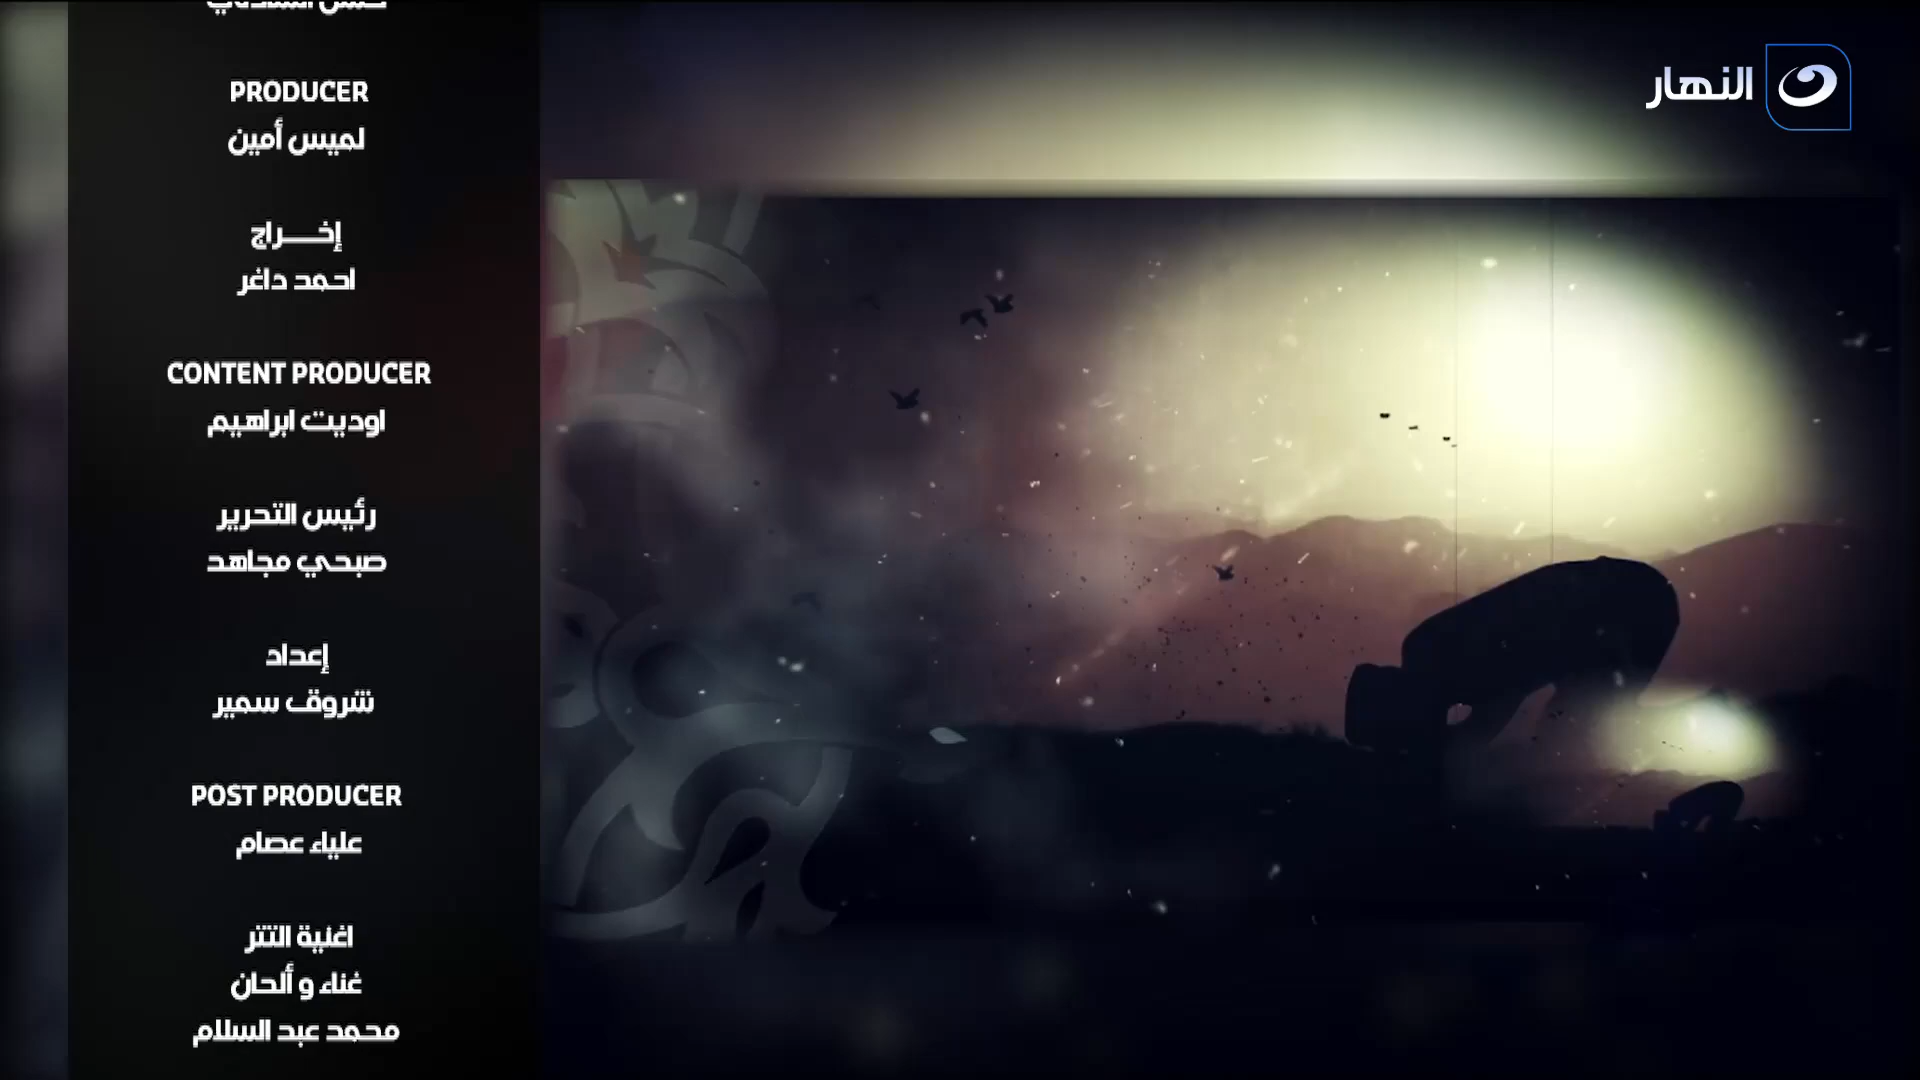 PRODUCER
لميس أمين
إخـــراج
احمد داغر
CONTENT PRODUCER
اوديت ابراهيم
رئيس التحرير
صبحي مجاهد
إعداد
شروق سمير
POST PRODUCER
علياء عصام
اغنية التتر
غناء و ألحان
محمد عبد السلام
النهار